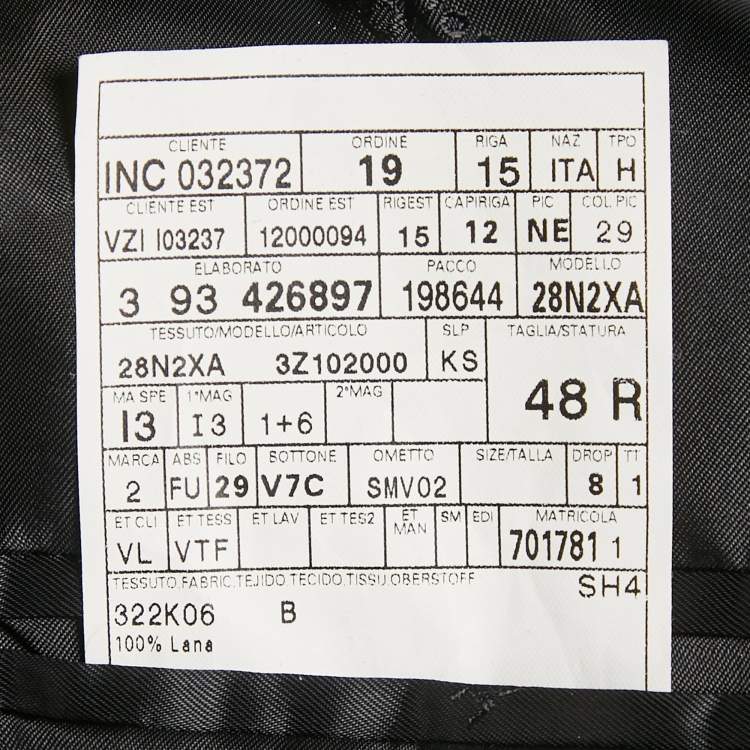 CLIENTE ORDINE RIGA NAZ TPO
INC 032372 19 15 ITA H
CLIENTE EST ORDINE EST RIGEST CAPIRIGA PIC COL.PIC
VZI I03237 12000094 15 12 NE 29
ELABORATO PACCO MODELLO
3 93 426897 198644 28N2XA
TESSUTO/MODELLO/ARTICOLO SLP TAGLIA/STATURA
28N2XA 3Z102000 KS 48 R
MA SPE 1°MAG 2°MAG
I3 I3 1+6
MARCA ABS FILO BOTTONE OMETTO SIZE/TALLA DROP TT
2 FU 29 V7C SMV02 8 1
ET CLI ET TESS ET LAV ET TES2 ET MAN SM EDI MATRICOLA
VL VTF 701781 1
TESSUTO.FABRIC.TEJIDO.TECIDO.TISSU.OBERSTOFF SH4
322K06 B
100% Lana